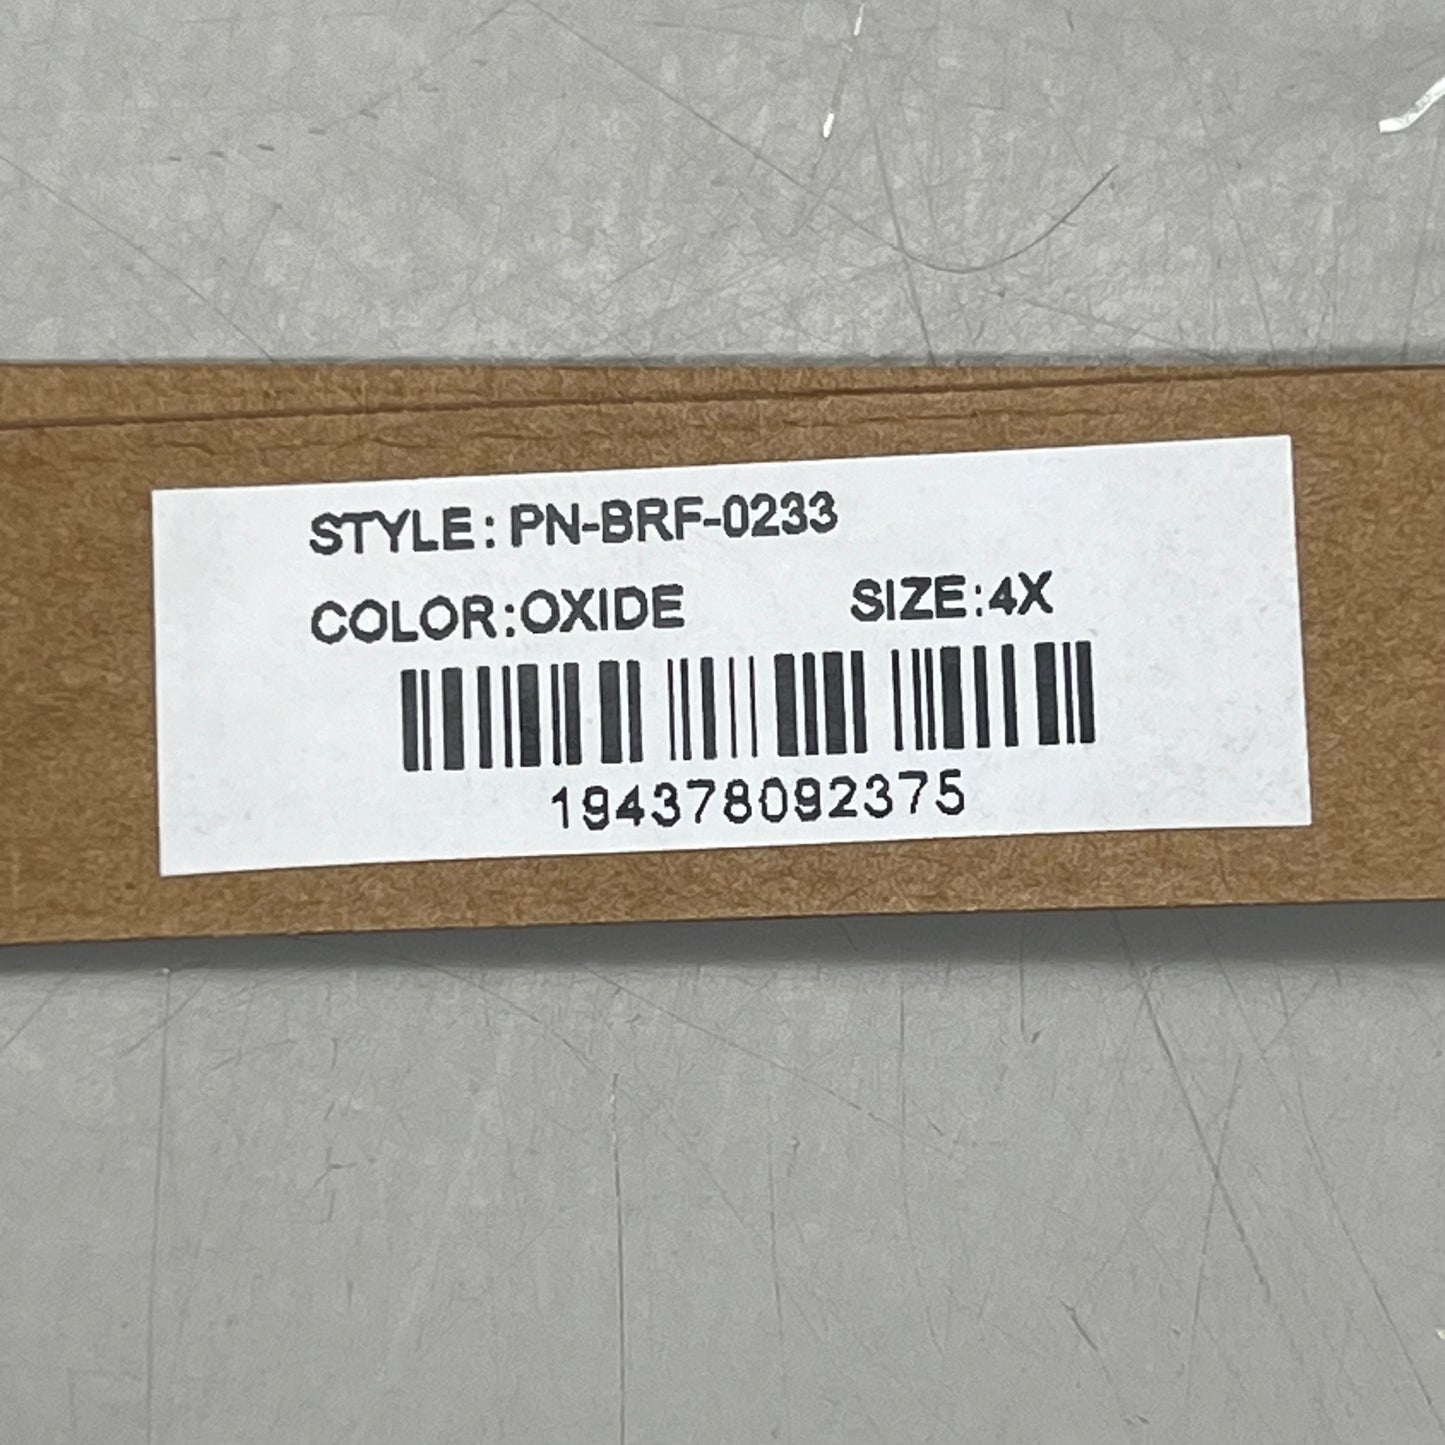 STYLE: PN-BRF-0233
COLOR:OXIDE SIZE:4X
194378092375